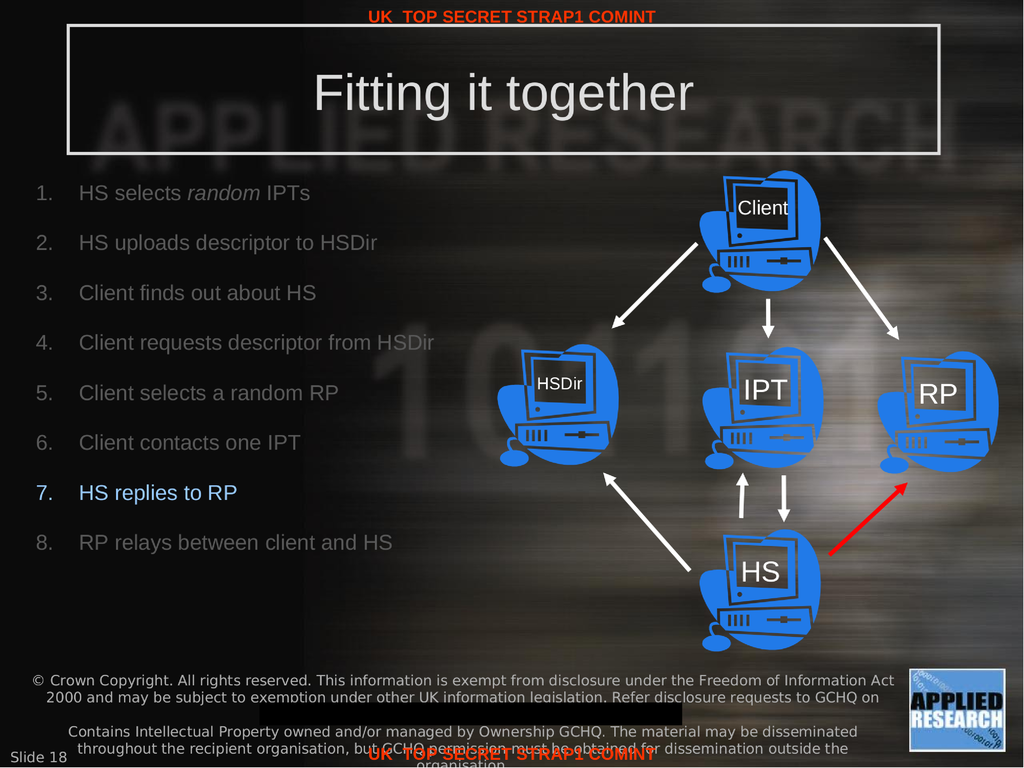 UK TOP SECRET STRAP1 COMINT
Fitting it together
APPLIED RESEARCH
1. HS selects random IPTs
2. HS uploads descriptor to HSDir
3. Client finds out about HS
4. Client requests descriptor from HSDir
5. Client selects a random RP
6. Client contacts one IPT
7. HS replies to RP
8. RP relays between client and HS
Client
HSDir
IPT
RP
HS
© Crown Copyright. All rights reserved. This information is exempt from disclosure under the Freedom of Information Act
2000 and may be subject to exemption under other UK information legislation. Refer disclosure requests to GCHQ on
Contains Intellectual Property owned and/or managed by Ownership GCHQ. The material may be disseminated
throughout the recipient organisation, but GCHQ permission must be obtained for dissemination outside the
organisation.
UK TOP SECRET STRAP1 COMINT
Slide 18
APPLIED
RESEARCH